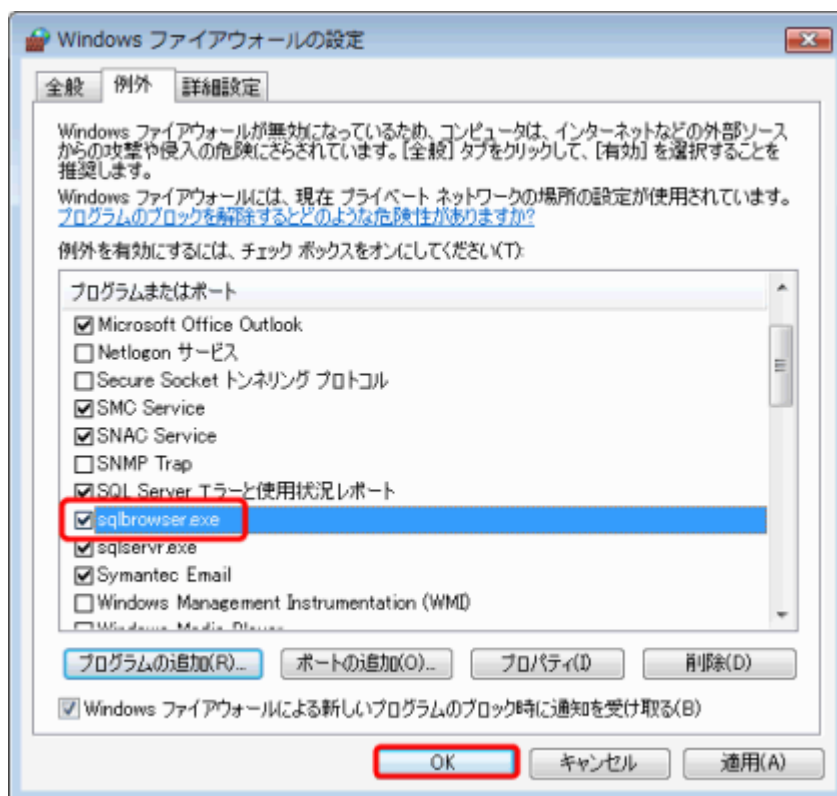 Windows ファイアウォールの設定
全般 例外 詳細設定
Windows ファイアウォールが無効になっているため、コンピュータは、インターネットなどの外部ソース
からの攻撃や侵入の危険にさらされています。[全般] タブをクリックして、[有効] を選択することを
推奨します。
Windows ファイアウォールには、現在 プライベート ネットワークの場所の設定が使用されています。
プログラムのブロックを解除するとどのような危険性がありますか?
例外を有効にするには、チェック ボックスをオンにしてください(T):
プログラムまたはポート
Microsoft Office Outlook
Netlogon サービス
Secure Socket トンネリング プロトコル
SMC Service
SNAC Service
SNMP Trap
SQL Server エラーと使用状況レポート
sqlbrowser.exe
sqlservr.exe
Symantec Email
Windows Management Instrumentation (WMI)
Windows Media Player
プログラムの追加(R)... ポートの追加(O)... プロパティ(I) 削除(D)
Windows ファイアウォールによる新しいプログラムのブロック時に通知を受け取る(B)
OK キャンセル 適用(A)